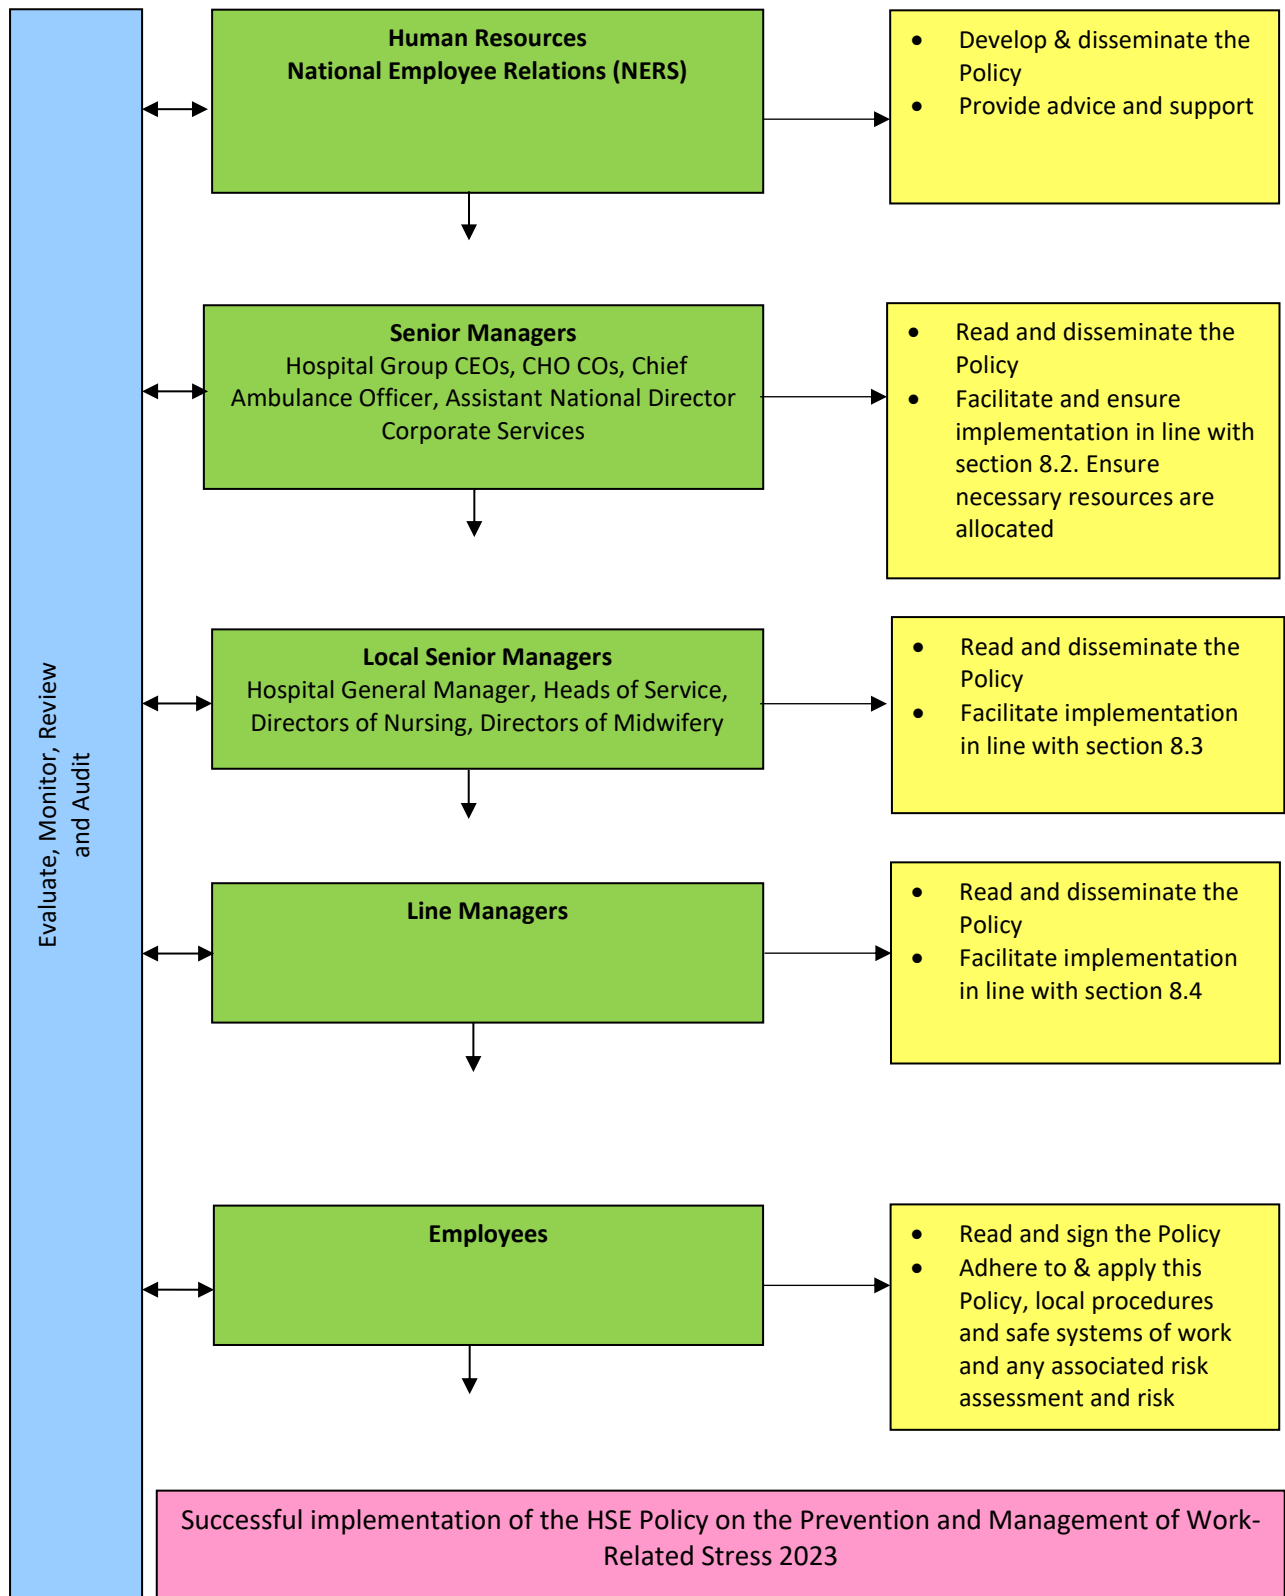 Human Resources
National Employee Relations (NERS)
• Develop & disseminate the
Policy
• Provide advice and support
Senior Managers
Hospital Group CEOs, CHO COs, Chief
Ambulance Officer, Assistant National Director
Corporate Services
• Read and disseminate the
Policy
• Facilitate and ensure
implementation in line with
section 8.2. Ensure
necessary resources are
allocated
Local Senior Managers
Hospital General Manager, Heads of Service,
Directors of Nursing, Directors of Midwifery
• Read and disseminate the
Policy
• Facilitate implementation
in line with section 8.3
Evaluate, Monitor, Review
and Audit
Line Managers
• Read and disseminate the
Policy
• Facilitate implementation
in line with section 8.4
Employees
• Read and sign the Policy
• Adhere to & apply this
Policy, local procedures
and safe systems of work
and any associated risk
assessment and risk
Successful implementation of the HSE Policy on the Prevention and Management of Work-
Related Stress 2023